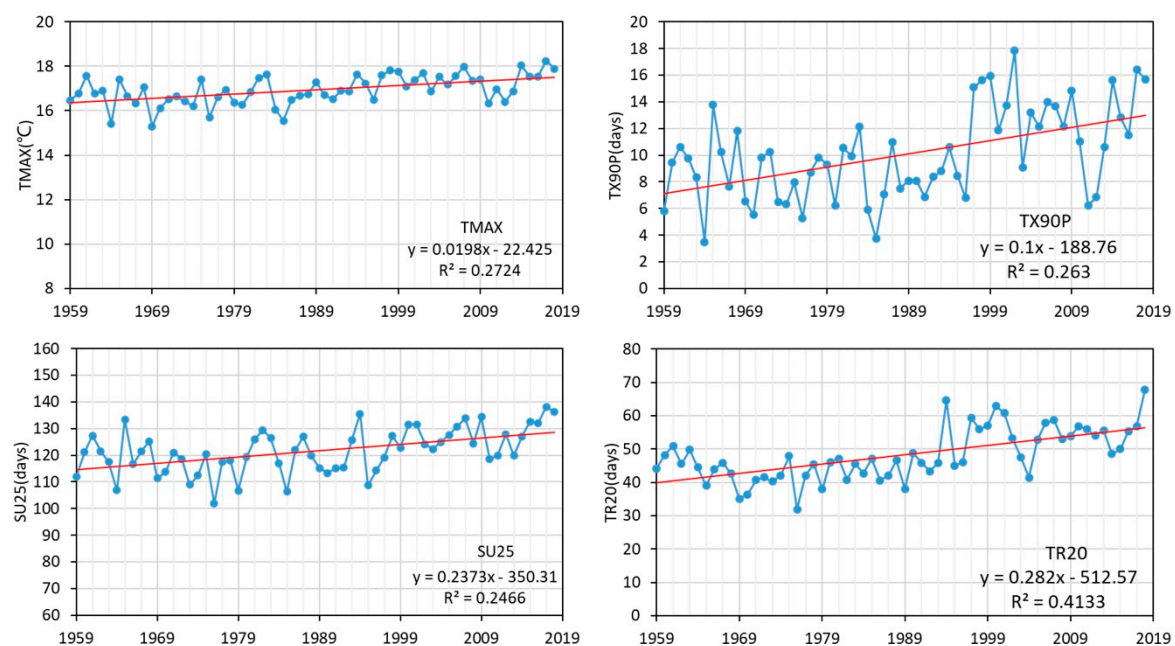 20
18
16
14
12
10
8
TMAX(°C)
TMAX
y = 0.0198x - 22.425
R² = 0.2724
1959 1969 1979 1989 1999 2009 2019
20
18
16
14
12
10
8
6
4
2
0
TX90P(days)
TX90P
y = 0.1x - 188.76
R² = 0.263
1959 1969 1979 1989 1999 2009 2019
160
150
140
130
120
110
100
90
80
70
60
SU25(days)
SU25
y = 0.2373x - 350.31
R² = 0.2466
1959 1969 1979 1989 1999 2009 2019
80
70
60
50
40
30
20
10
0
TR20(days)
TR20
y = 0.282x - 512.57
R² = 0.4133
1959 1969 1979 1989 1999 2009 2019